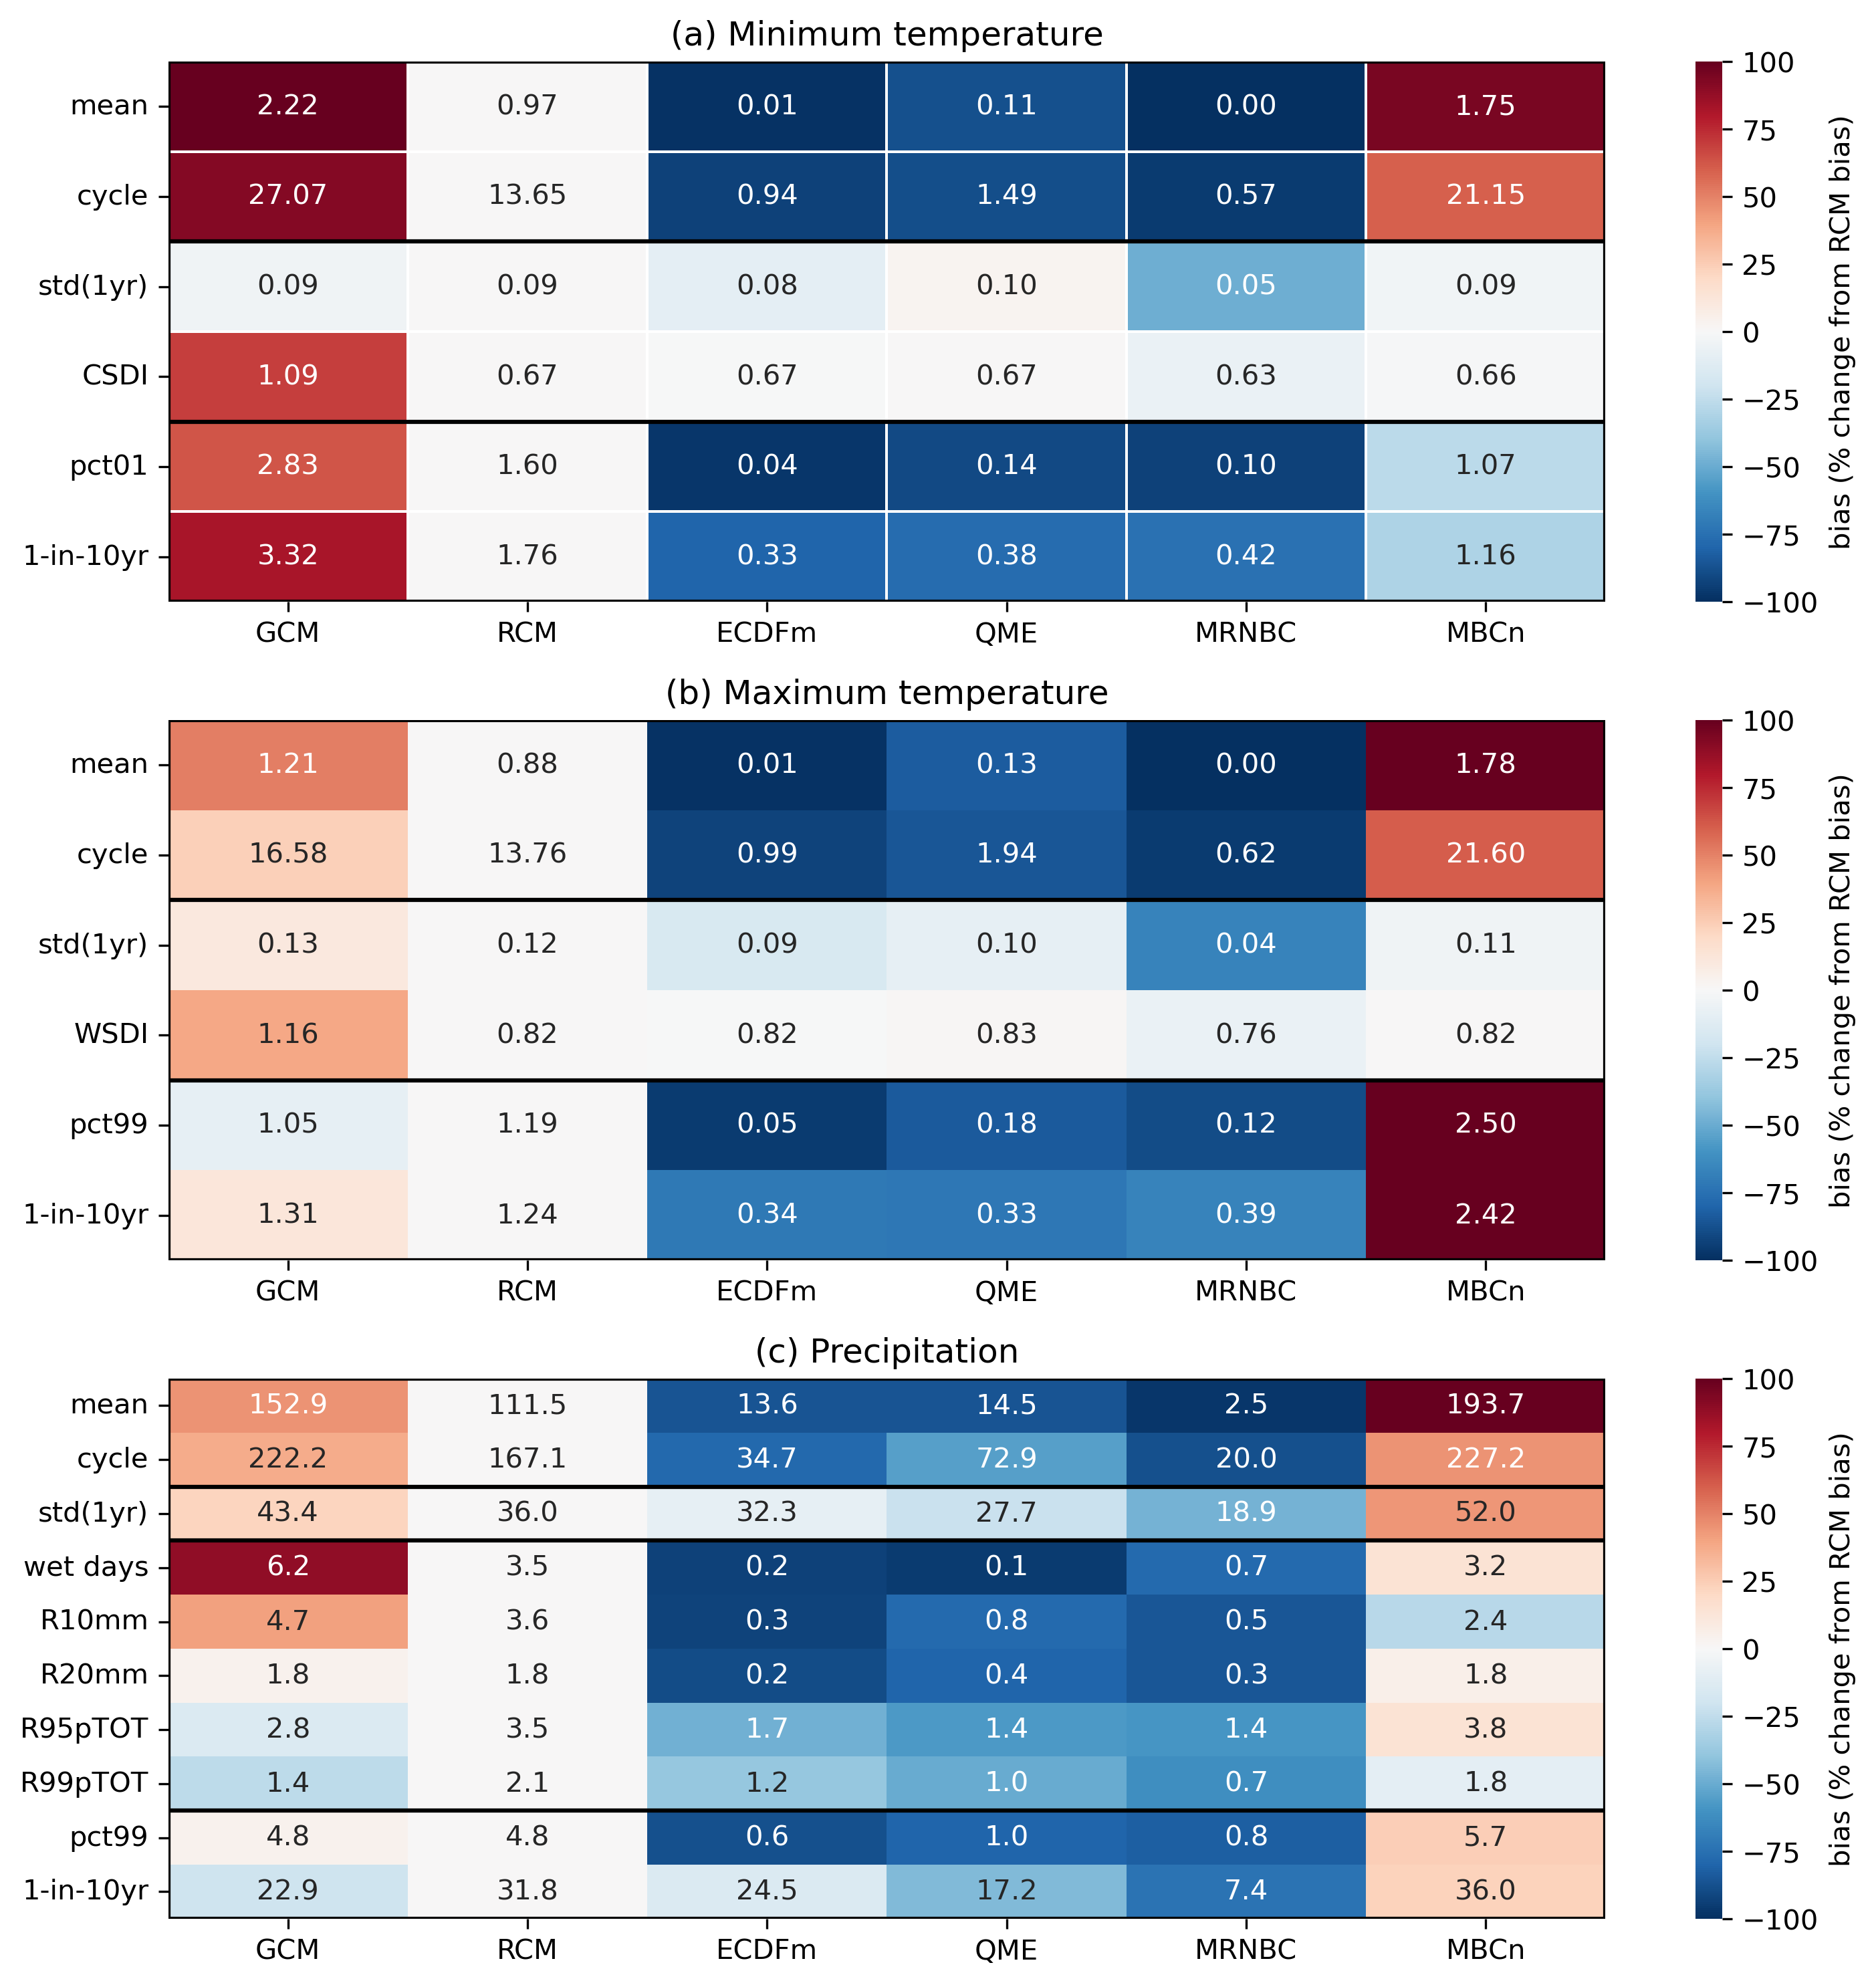 (a) Minimum temperature
mean 2.22 0.97 0.01 0.11 0.00 1.75
cycle 27.07 13.65 0.94 1.49 0.57 21.15
std(1yr) 0.09 0.09 0.08 0.10 0.05 0.09
CSDI 1.09 0.67 0.67 0.67 0.63 0.66
pct01 2.83 1.60 0.04 0.14 0.10 1.07
1-in-10yr 3.32 1.76 0.33 0.38 0.42 1.16
GCM RCM ECDFm QME MRNBC MBCn
100
75
50
25
0
−25
−50
−75
−100
bias (% change from RCM bias)
(b) Maximum temperature
mean 1.21 0.88 0.01 0.13 0.00 1.78
cycle 16.58 13.76 0.99 1.94 0.62 21.60
std(1yr) 0.13 0.12 0.09 0.10 0.04 0.11
WSDI 1.16 0.82 0.82 0.83 0.76 0.82
pct99 1.05 1.19 0.05 0.18 0.12 2.50
1-in-10yr 1.31 1.24 0.34 0.33 0.39 2.42
GCM RCM ECDFm QME MRNBC MBCn
100
75
50
25
0
−25
−50
−75
−100
bias (% change from RCM bias)
(c) Precipitation
mean 152.9 111.5 13.6 14.5 2.5 193.7
cycle 222.2 167.1 34.7 72.9 20.0 227.2
std(1yr) 43.4 36.0 32.3 27.7 18.9 52.0
wet days 6.2 3.5 0.2 0.1 0.7 3.2
R10mm 4.7 3.6 0.3 0.8 0.5 2.4
R20mm 1.8 1.8 0.2 0.4 0.3 1.8
R95pTOT 2.8 3.5 1.7 1.4 1.4 3.8
R99pTOT 1.4 2.1 1.2 1.0 0.7 1.8
pct99 4.8 4.8 0.6 1.0 0.8 5.7
1-in-10yr 22.9 31.8 24.5 17.2 7.4 36.0
GCM RCM ECDFm QME MRNBC MBCn
100
75
50
25
0
−25
−50
−75
−100
bias (% change from RCM bias)